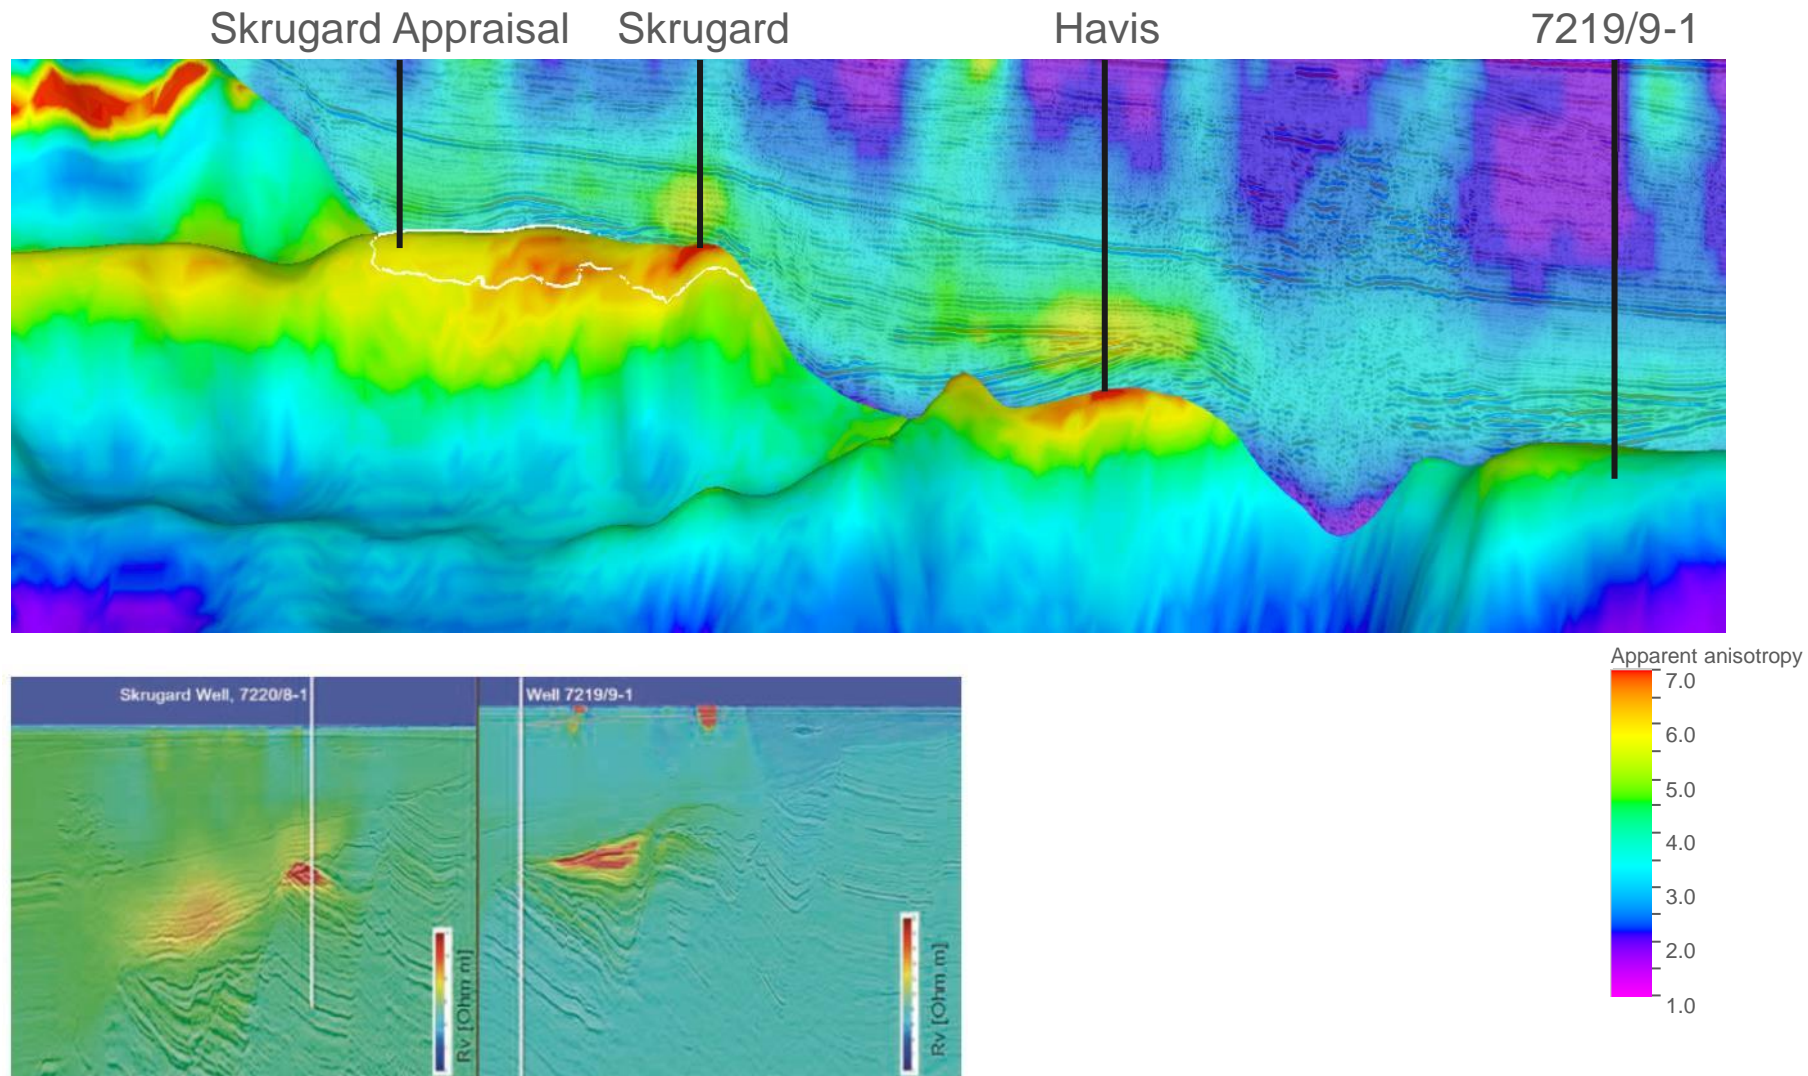 Skrugard Appraisal
Skrugard
Havis
7219/9-1
Skrugard Well, 7220/8-1
Well 7219/9-1
Rv [Ohm m]
Rv [Ohm m]
Apparent anisotropy
7.0
6.0
5.0
4.0
3.0
2.0
1.0